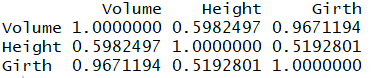 Volume Height Girth
Volume 1.0000000 0.5982497 0.9671194
Height 0.5982497 1.0000000 0.5192801
Girth 0.9671194 0.5192801 1.0000000